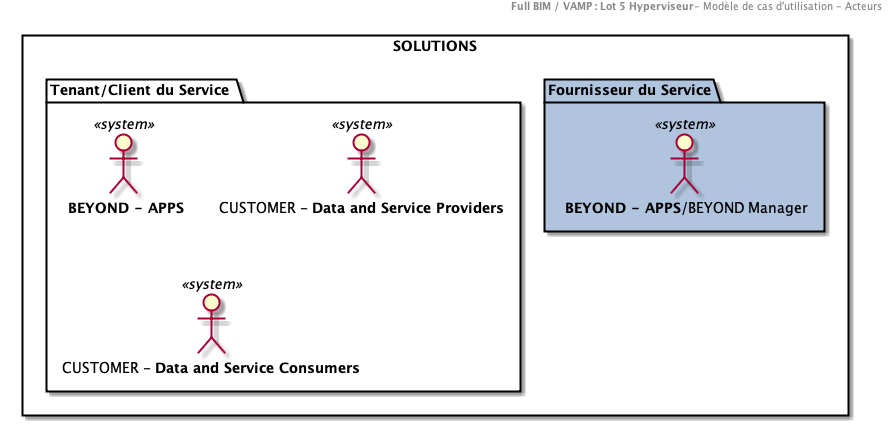 Full BIM / VAMP : Lot 5 Hyperviseur- Modèle de cas d'utilisation - Acteurs
SOLUTIONS
Tenant/Client du Service
Fournisseur du Service
«system»
«system»
«system»
BEYOND - APPS
CUSTOMER - Data and Service Providers
BEYOND - APPS/BEYOND Manager
«system»
CUSTOMER - Data and Service Consumers